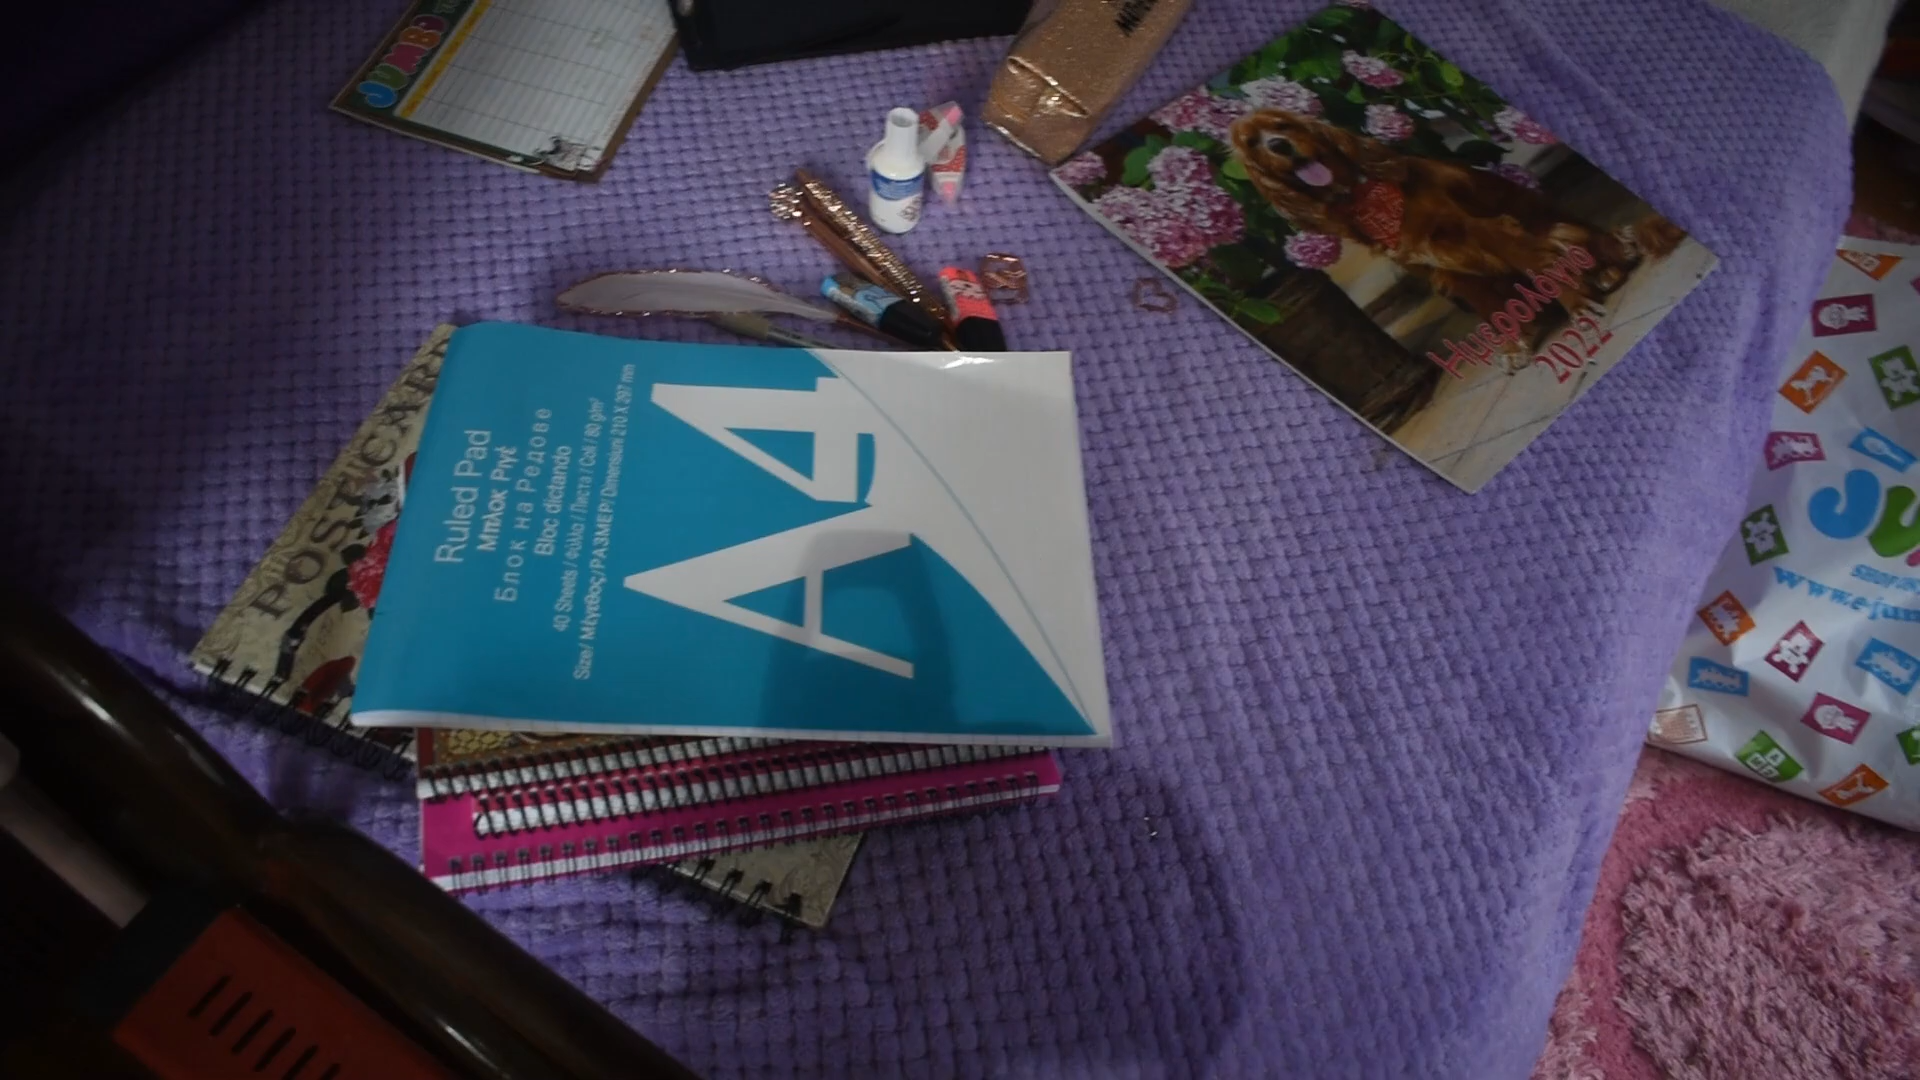 JUMBO
POSTCARD
Ruled Pad
Μπλοκ Ριγέ
Блок на Редове
Bloc dictando
40 Sheets / Φύλλα / Листа / Coli / 80 g/m²
Size/ Μέγεθος/ РАЗМЕР/ Dimensiuni 210 X 297 mm
A4
Ημερολόγιο
2022